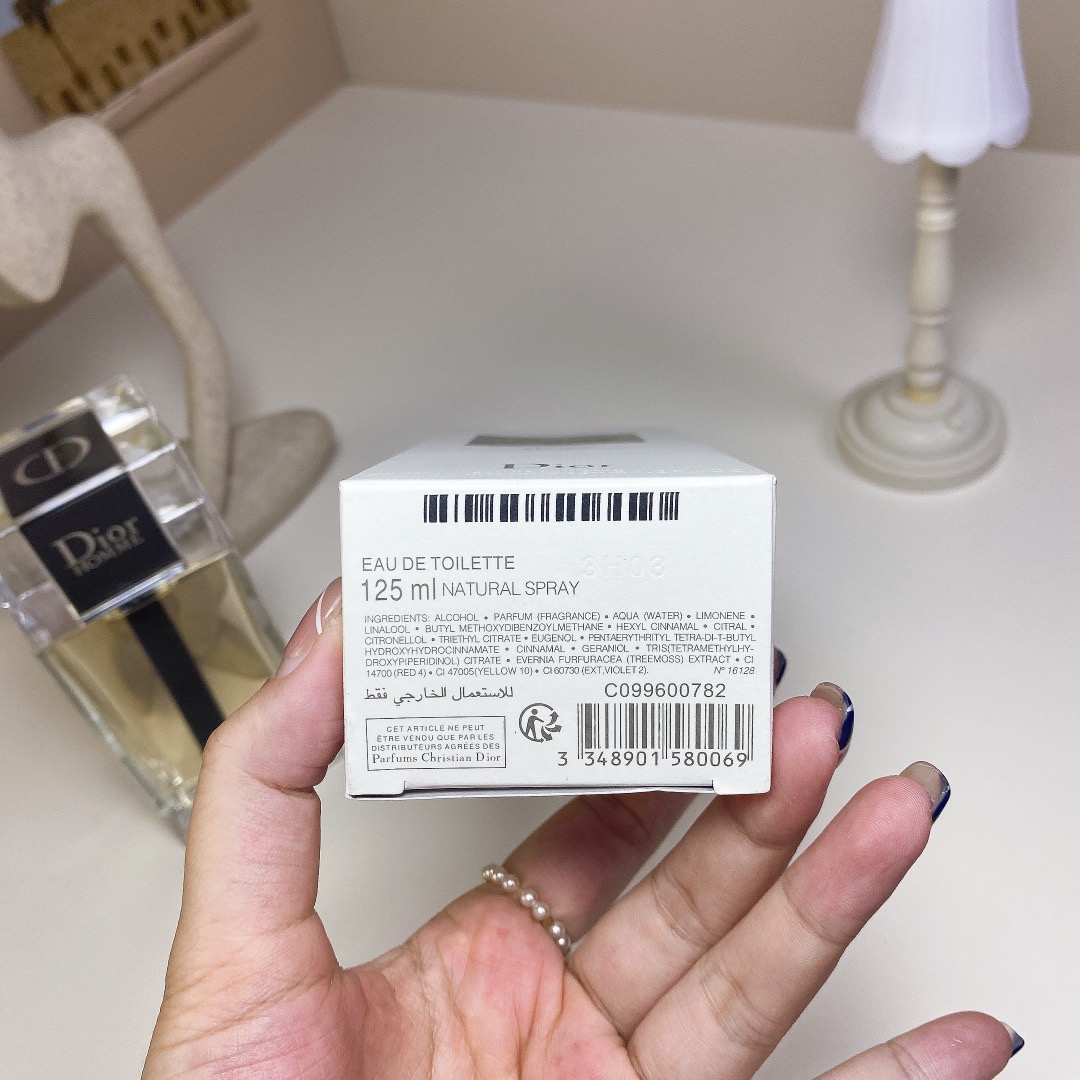 CD
Dior
HOMME
Dior
EAU DE TOILETTE
3H03
125 ml NATURAL SPRAY
INGREDIENTS: ALCOHOL • PARFUM (FRAGRANCE) • AQUA (WATER) • LIMONENE •
LINALOOL • BUTYL METHOXYDIBENZOYLMETHANE • HEXYL CINNAMAL • CITRAL •
CITRONELLOL • TRIETHYL CITRATE • EUGENOL • PENTAERYTHRITYL TETRA-DI-T-BUTYL
HYDROXYHYDROCINNAMATE • CINNAMAL • GERANIOL • TRIS(TETRAMETHYLHY-
DROXYPIPERIDINOL) CITRATE • EVERNIA FURFURACEA (TREEMOSS) EXTRACT • CI
14700 (RED 4) • CI 47005(YELLOW 10) • CI 60730 (EXT.VIOLET 2). N° 16128
للاستعمال الخارجي فقط
C099600782
CET ARTICLE NE PEUT
ÊTRE VENDU QUE PAR LES
DISTRIBUTEURS AGRÉÉS DES
Parfums Christian Dior
3 348901 580069